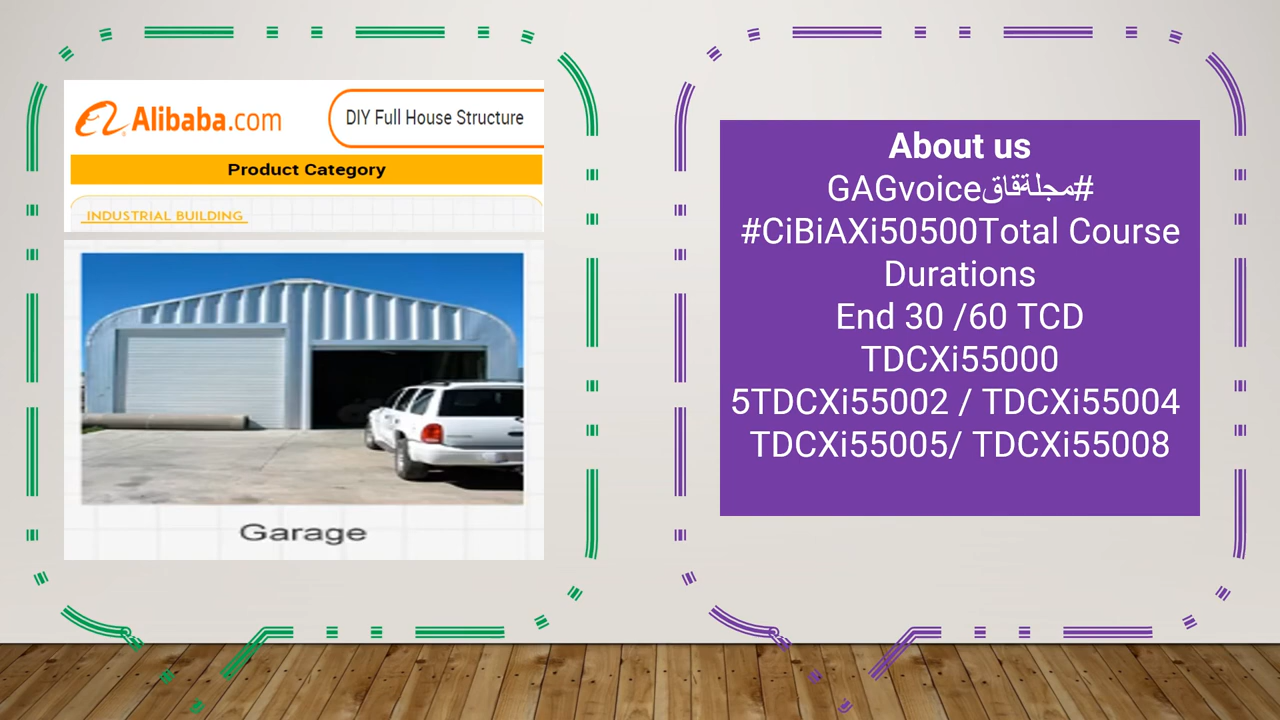 Alibaba.com
DIY Full House Structure
Product Category
INDUSTRIAL BUILDING
Garage
About us
GAGvoiceمجلةقاق#
#CiBiAXi50500Total Course
Durations
End 30 /60 TCD
TDCXi55000
5TDCXi55002 / TDCXi55004
TDCXi55005/ TDCXi55008